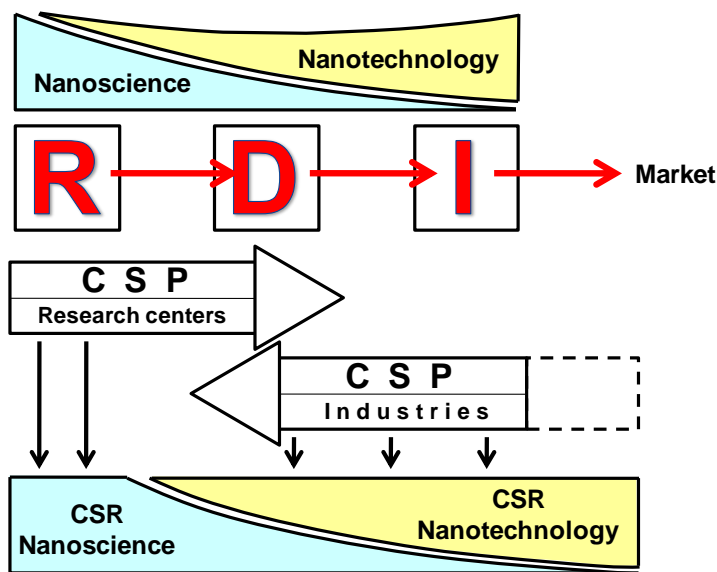 Nanotechnology
Nanoscience
R D I Market
C S P
Research centers
C S P
Industries
CSR
Nanoscience
CSR
Nanotechnology